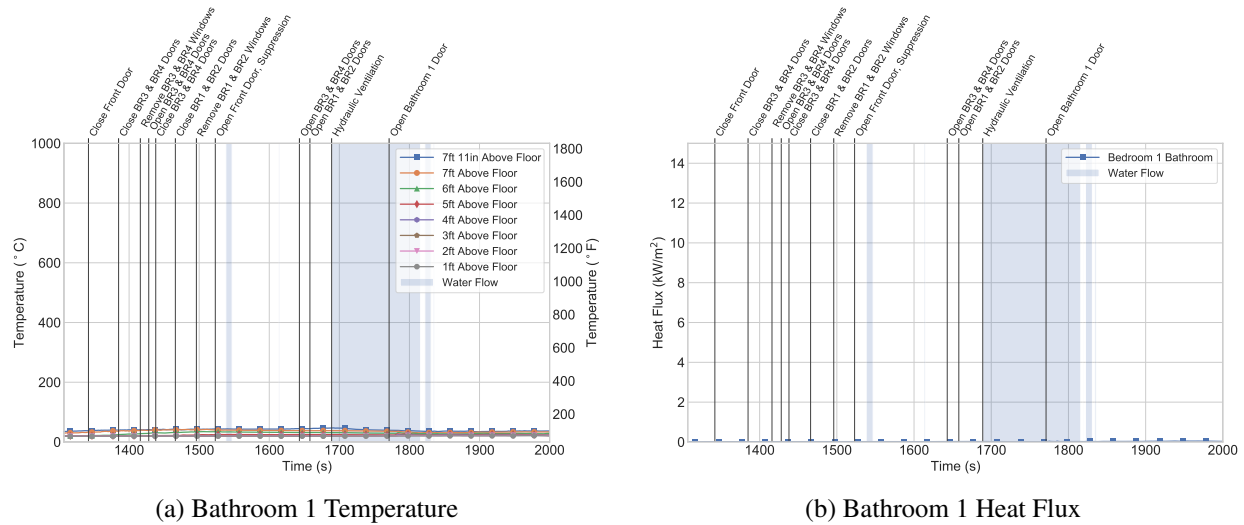 Close Front Door
Close BR3 & BR4 Doors
Remove BR3 & BR4 Windows
Open BR3 & BR4 Doors
Close BR3 & BR4 Doors
Close BR1 & BR2 Doors
Remove BR1 & BR2 Windows
Open Front Door, Suppression
Open BR3 & BR4 Doors
Open BR1 & BR2 Doors
Hydraulic Ventilation
Open Bathroom 1 Door
1000
800
600
400
200
0
Temperature (°C)
1400
1500
1600
1700
1800
1900
2000
Time (s)
1800
1600
1400
1200
1000
800
600
400
200
Temperature (°F)
7ft 11in Above Floor
7ft Above Floor
6ft Above Floor
5ft Above Floor
4ft Above Floor
3ft Above Floor
2ft Above Floor
1ft Above Floor
Water Flow
(a) Bathroom 1 Temperature
Close Front Door
Close BR3 & BR4 Doors
Remove BR3 & BR4 Windows
Open BR3 & BR4 Doors
Close BR3 & BR4 Doors
Close BR1 & BR2 Doors
Remove BR1 & BR2 Windows
Open Front Door, Suppression
Open BR3 & BR4 Doors
Open BR1 & BR2 Doors
Hydraulic Ventilation
Open Bathroom 1 Door
14
12
10
8
6
4
2
0
Heat Flux (kW/m²)
1400
1500
1600
1700
1800
1900
2000
Time (s)
Bedroom 1 Bathroom
Water Flow
(b) Bathroom 1 Heat Flux